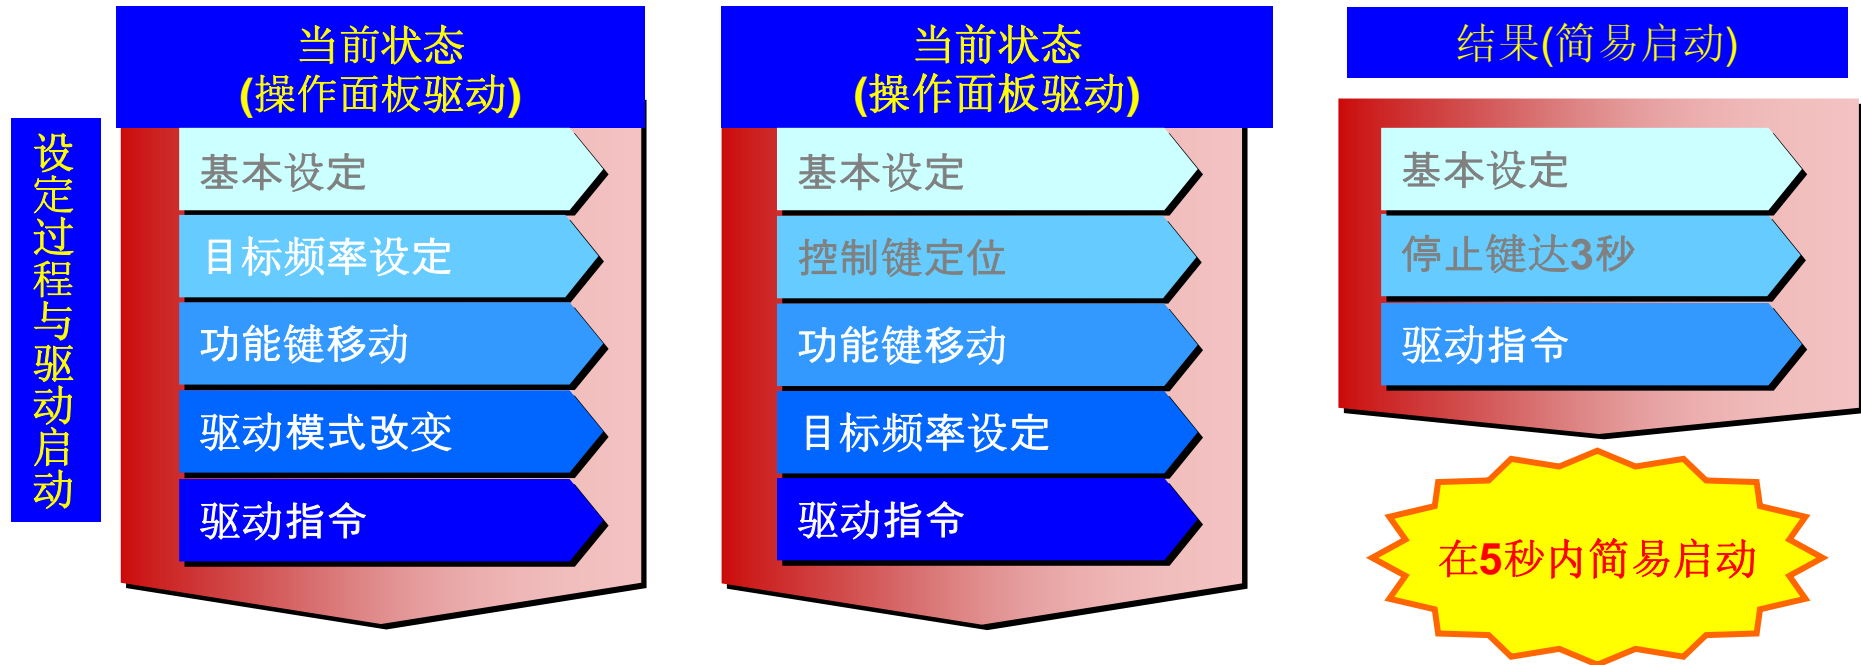 设定过程与驱动启动
当前状态
(操作面板驱动)
基本设定
目标频率设定
功能键移动
驱动模式改变
驱动指令
当前状态
(操作面板驱动)
基本设定
控制键定位
功能键移动
目标频率设定
驱动指令
结果(简易启动)
基本设定
停止键达3秒
驱动指令
在5秒内简易启动